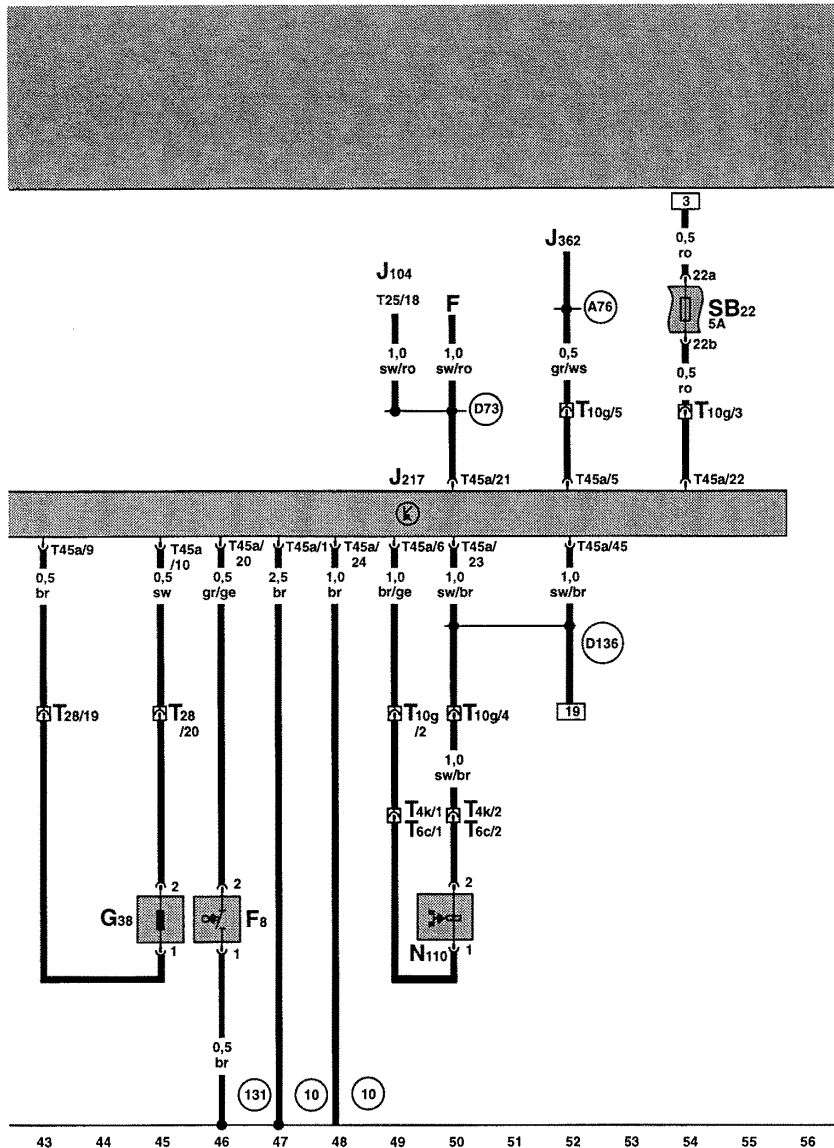 3
0,5
ro
J362
22a
J104
T25/18
F
A76
SB22
5A
22b
1,0
sw/ro
1,0
sw/ro
0,5
gr/ws
0,5
ro
D73
T10g/5
T10g/3
J217
T45a/21
T45a/5
T45a/22
K
T45a/9
T45a
/10
T45a/
20
T45a/1
T45a/
24
T45a/6
T45a/
23
T45a/45
0,5
br
0,5
sw
0,5
gr/ge
2,5
br
1,0
br
1,0
br/ge
1,0
sw/br
1,0
sw/br
D136
T28/19
T28
/20
T10g
/2
T10g/4
19
1,0
sw/br
T4k/1
T6c/1
T4k/2
T6c/2
2
2
2
G38
F8
N110
1
1
1
0,5
br
131
10
10
43 44 45 46 47 48 49 50 51 52 53 54 55 56